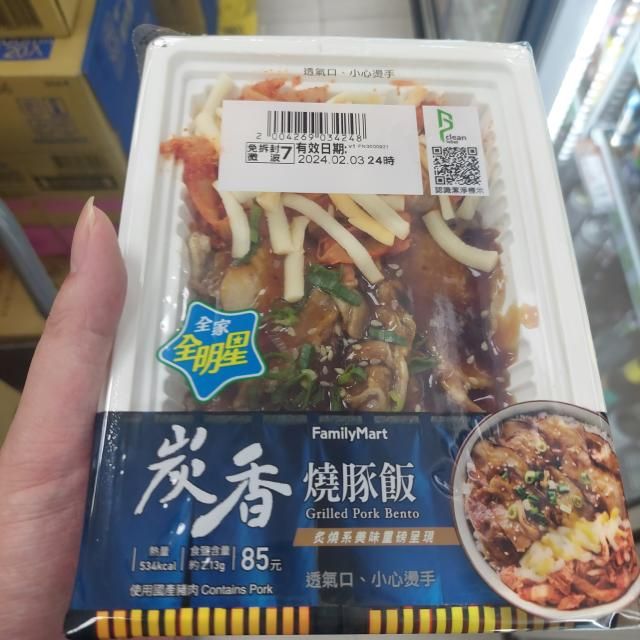 20X
透氣口、小心燙手
2 004269 034248
免拆封
微波 7
有效日期:
2024.02.03 24時
clean
label
認識潔淨標示
全家
全明星
FamilyMart
炭香
燒豚飯
Grilled Pork Bento
炙燒系美味重磅呈現
熱量
534kcal
食鹽含量
約2.13g
85元
透氣口、小心燙手
使用國產豬肉 Contains Pork